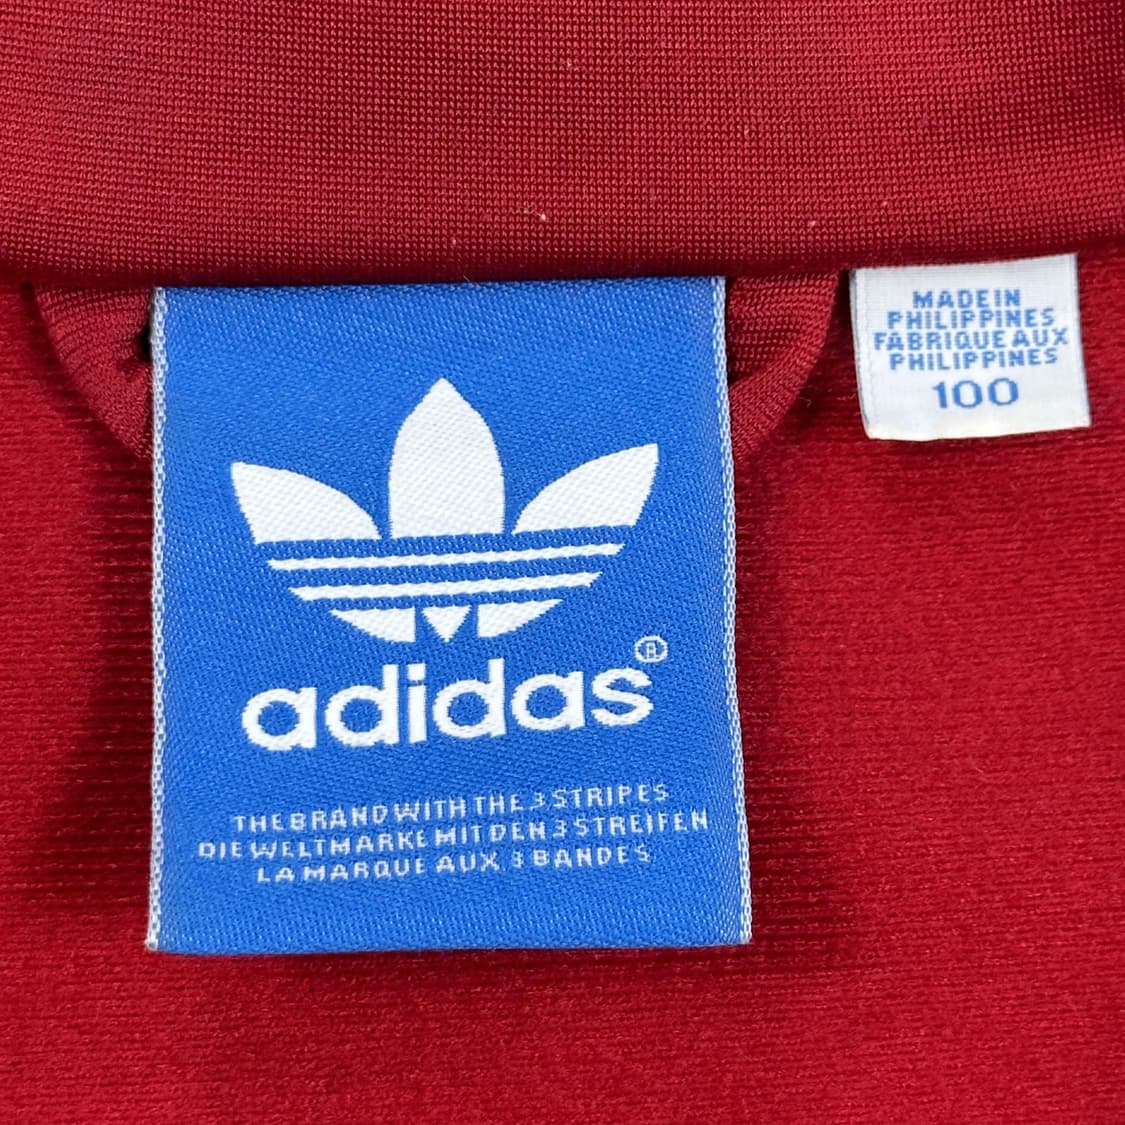 adidas®
THE BRAND WITH THE 3 STRIPES
DIE WELTMARKE MIT DEN 3 STREIFEN
LA MARQUE AUX 3 BANDES
MADE IN
PHILIPPINES
FABRIQUE AUX
PHILIPPINES
100